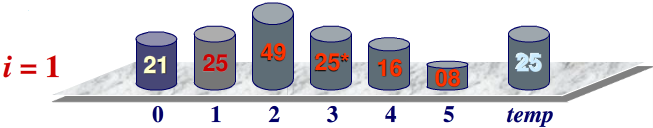 i = 1 21 25 49 25* 16 08 25
0 1 2 3 4 5 temp